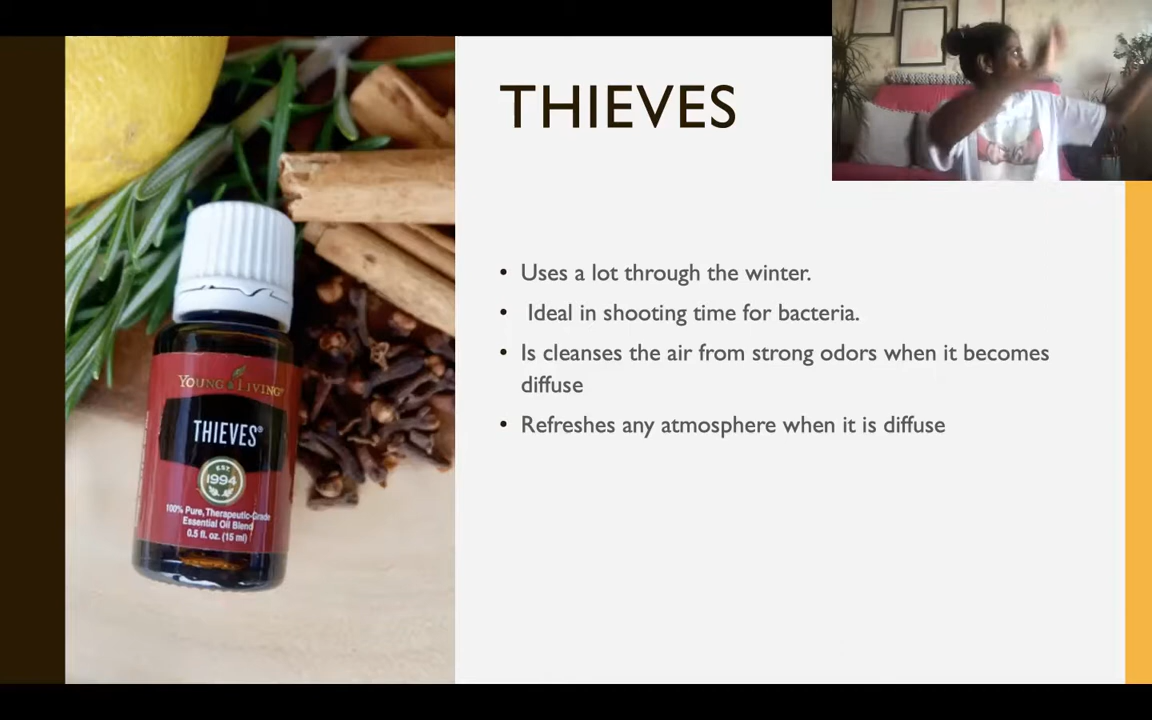 THIEVES
• Uses a lot through the winter.
• Ideal in shooting time for bacteria.
• Is cleanses the air from strong odors when it becomes
diffuse
• Refreshes any atmosphere when it is diffuse
YOUNG LIVING
THIEVES®
EST
1994
100% Pure, Therapeutic-Grade
Essential Oil Blend
0.5 fl. oz. (15 ml)